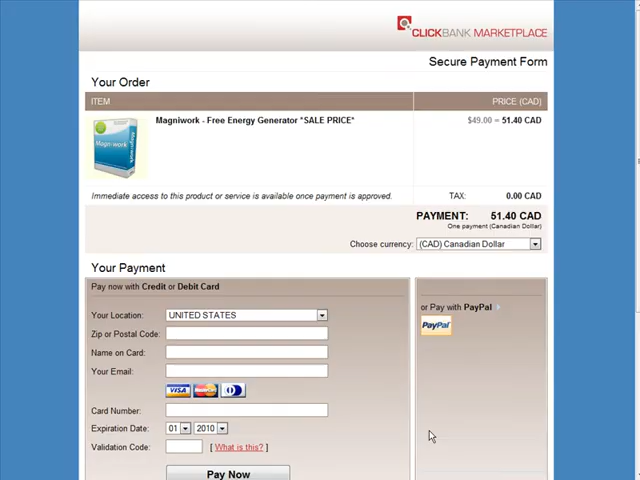 CLICKBANK MARKETPLACE
Secure Payment Form
Your Order
ITEM PRICE (CAD)
Magniwork - Free Energy Generator *SALE PRICE* $49.00 = 51.40 CAD
Magniwork
Immediate access to this product or service is available once payment is approved. TAX: 0.00 CAD
PAYMENT: 51.40 CAD
One payment (Canadian Dollar)
Choose currency: (CAD) Canadian Dollar
Your Payment
Pay now with Credit or Debit Card
or Pay with PayPal
PayPal
Your Location: UNITED STATES
Zip or Postal Code:
Name on Card:
Your Email:
VISA MasterCard
Card Number:
Expiration Date: 01 2010
Validation Code: [ What is this? ]
Pay Now